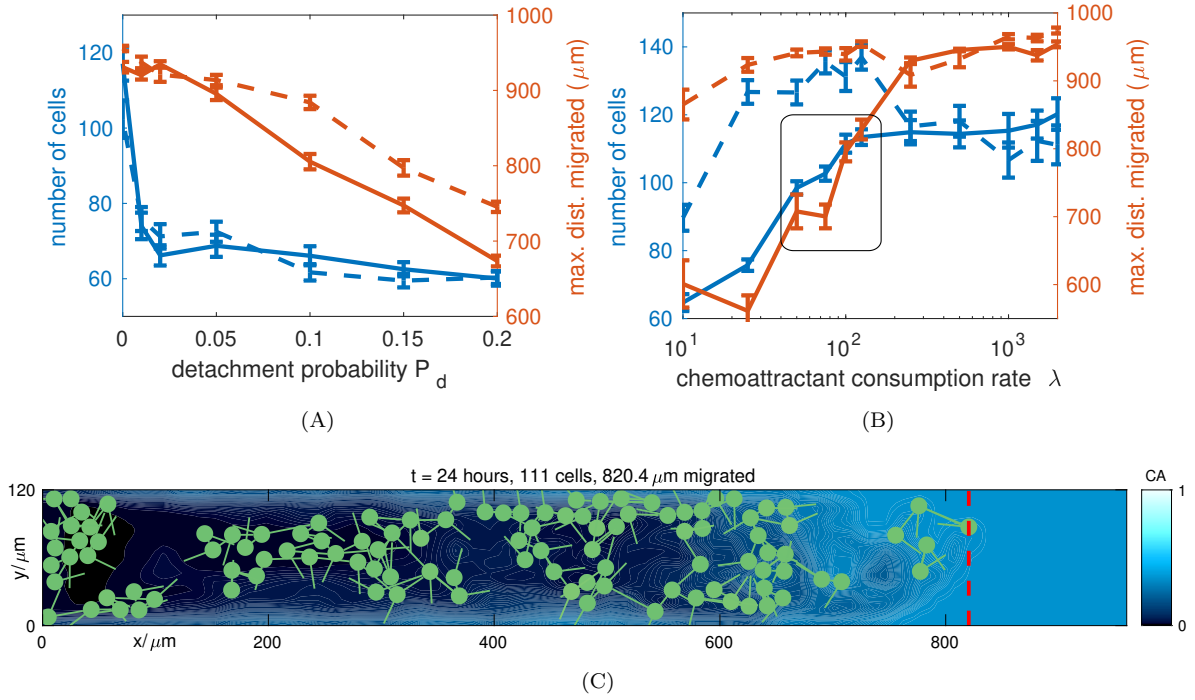 120
100
80
60
number of cells
0
0.05
0.1
0.15
0.2
detachment probability P_d
1000
900
800
700
600
max. dist. migrated (μm)
(A)
140
120
100
80
60
number of cells
10^1
10^2
10^3
chemoattractant consumption rate λ
1000
900
800
700
600
max. dist. migrated (μm)
(B)
t = 24 hours, 111 cells, 820.4 μm migrated
CA
120
0
y/μm
0
200
400
600
800
x/μm
1
0
(C)